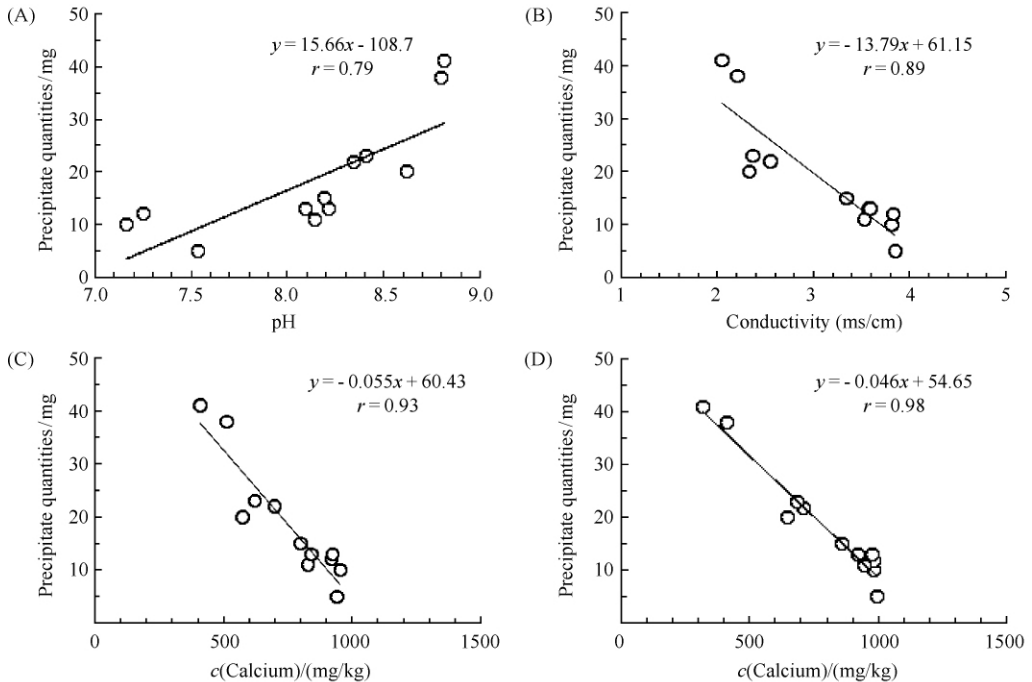 (A)
y = 15.66x - 108.7
r = 0.79
Precipitate quantities/mg
50
40
30
20
10
0
7.0 7.5 8.0 8.5 9.0
pH
(B)
y = - 13.79x + 61.15
r = 0.89
Precipitate quantities/mg
50
40
30
20
10
0
1 2 3 4 5
Conductivity (ms/cm)
(C)
y = - 0.055x + 60.43
r = 0.93
Precipitate quantities/mg
50
40
30
20
10
0 500 1000 1500
c(Calcium)/(mg/kg)
(D)
y = - 0.046x + 54.65
r = 0.98
Precipitate quantities/mg
50
40
30
20
10
0 500 1000 1500
c(Calcium)/(mg/kg)